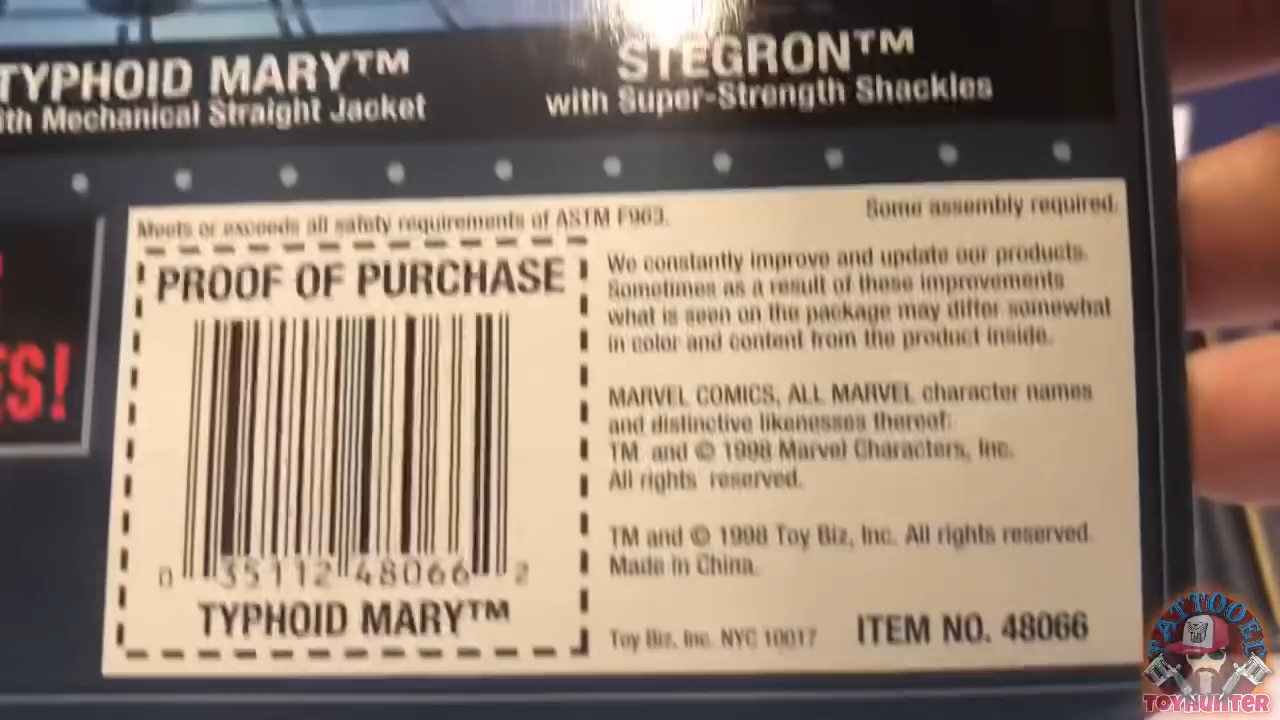 TYPHOID MARY™
with Mechanical Straight Jacket
STEGRON™
with Super-Strength Shackles
ES!
Meets or exceeds all safety requirements of ASTM F963.
Some assembly required.
PROOF OF PURCHASE
0 35112 48066 2
TYPHOID MARY™
We constantly improve and update our products.
Sometimes as a result of these improvements
what is seen on the package may differ somewhat
in color and content from the product inside.
MARVEL COMICS, ALL MARVEL character names
and distinctive likenesses thereof:
TM and © 1998 Marvel Characters, Inc.
All rights reserved.
TM and © 1998 Toy Biz, Inc. All rights reserved.
Made in China.
Toy Biz, Inc. NYC 10017
ITEM NO. 48066
TATTOOED
TOYHUNTER